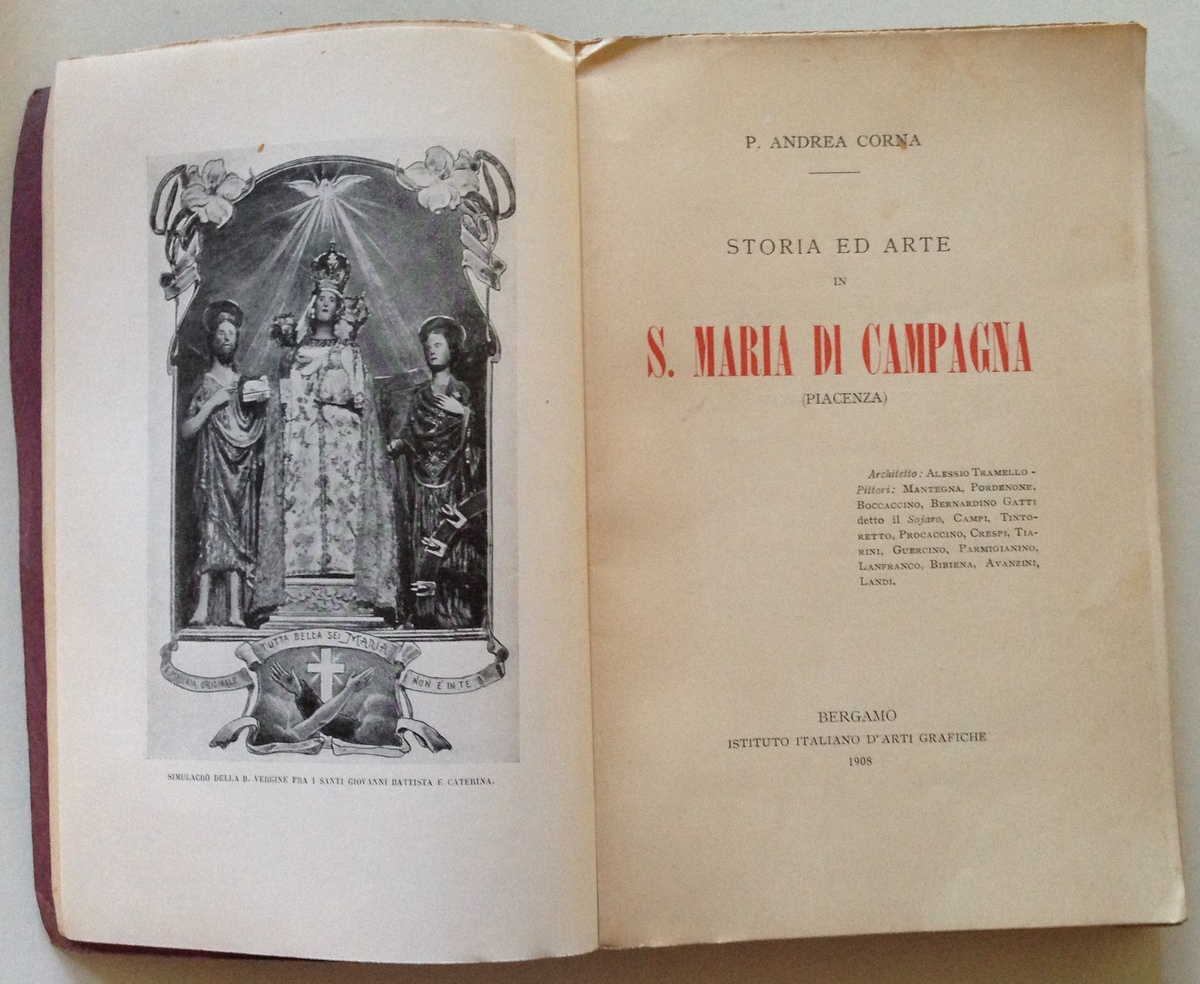 TUTTA BELLA SEI MARIA
ORIGINALE
NON É IN TE
SIMULACRO DELLA B. VERGINE FRA I SANTI GIOVANNI BATTISTA E CATERINA.
P. ANDREA CORNA
STORIA ED ARTE
IN
S. MARIA DI CAMPAGNA
(PIACENZA)
Architetto: ALESSIO TRAMELLO -
Pittori: MANTEGNA, PORDENONE,
BOCCACCINO, BERNARDINO GATTI
detto il Sojaro, CAMPI, TINTO-
RETTO, PROCACCINO, CRESPI, TIA-
RINI, GUERCINO, PARMIGIANINO,
LANFRANCO, BIBIENA, AVANZINI,
LANDI.
BERGAMO
ISTITUTO ITALIANO D'ARTI GRAFICHE
1908